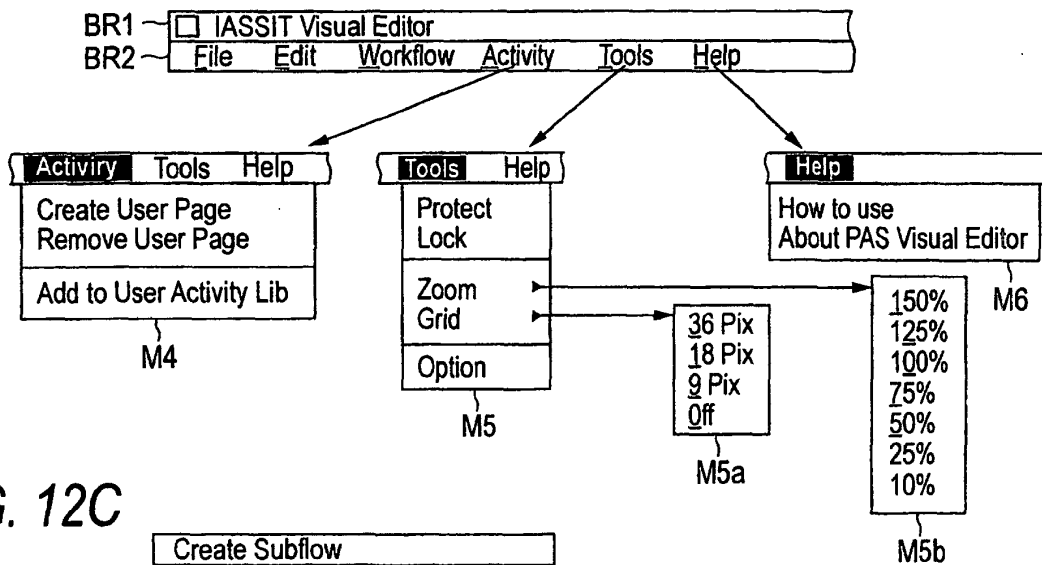 BR1 IASSIT Visual Editor
BR2 File Edit Workflow Activity Tools Help
Activiry Tools Help
Create User Page
Remove User Page
Add to User Activity Lib
M4
Tools Help
Protect
Lock
Zoom
Grid
Option
M5
36 Pix
18 Pix
9 Pix
Off
M5a
Help
How to use
About PAS Visual Editor
M6
150%
125%
100%
75%
50%
25%
10%
M5b
G. 12C
Create Subflow